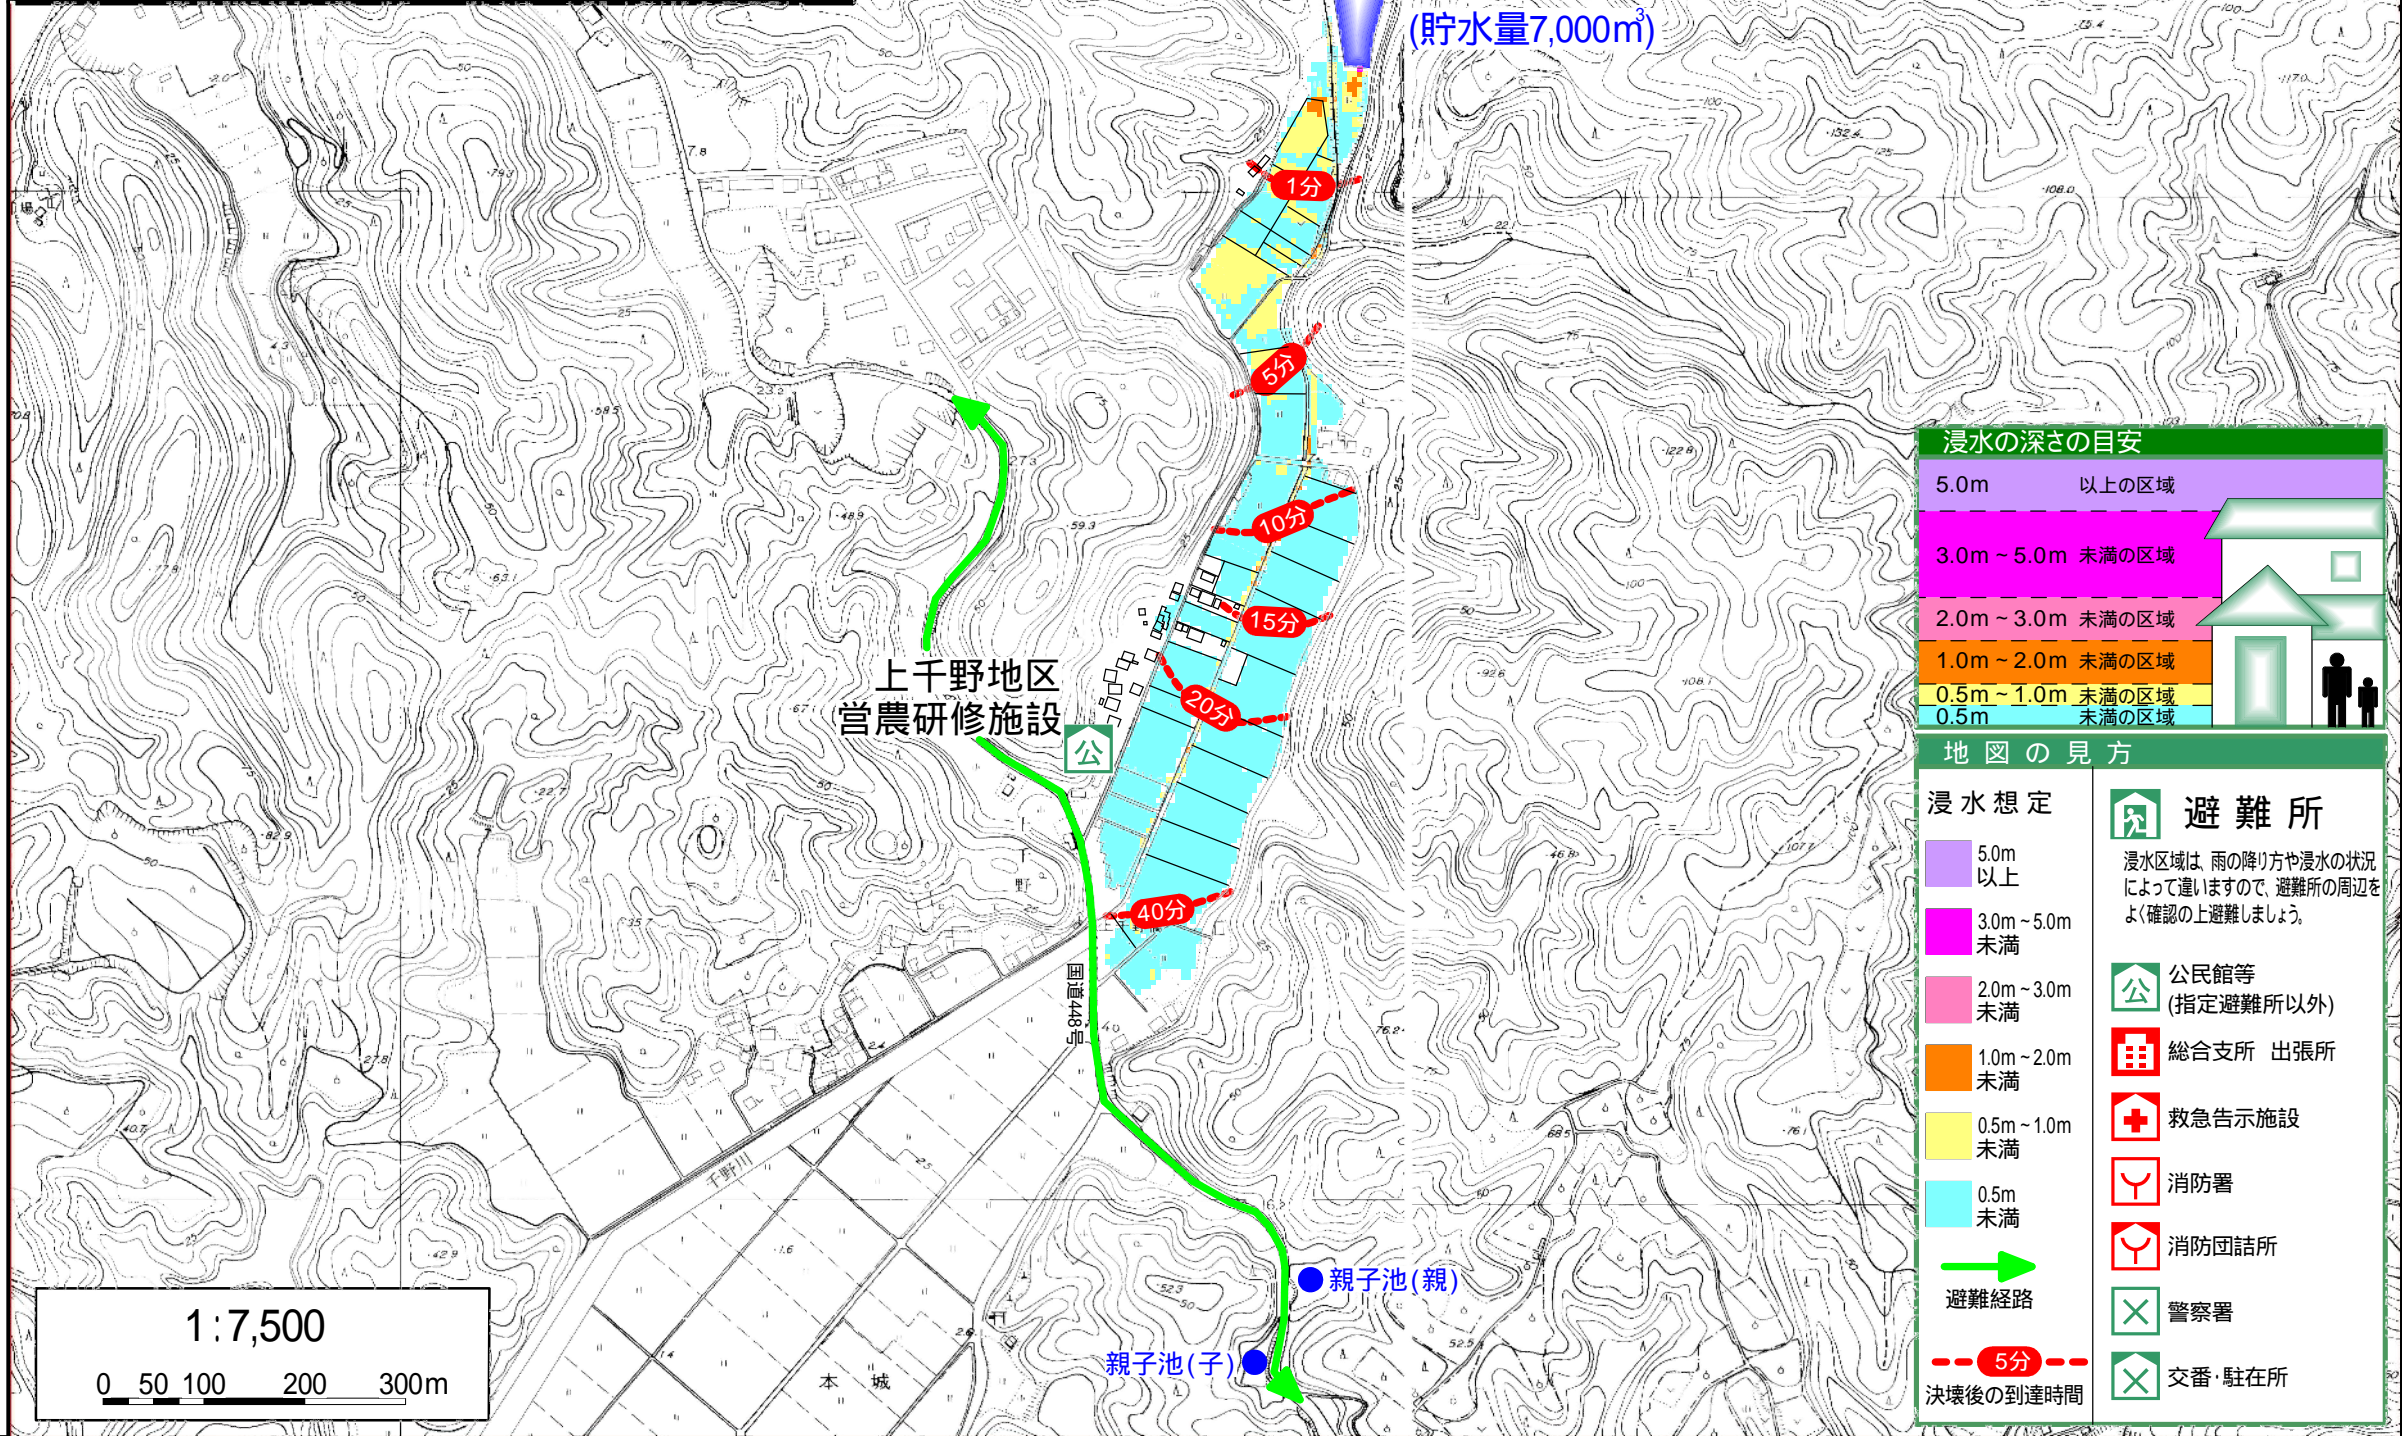 (貯水量7,000㎥)
1分
5分
10分
15分
20分
40分
上千野地区
営農研修施設
公
千野
国道448号
千野川
本城
親子池(親)
親子池(子)
1:7,500
0 50 100 200 300m
浸水の深さの目安
5.0m 以上の区域
3.0m~5.0m 未満の区域
2.0m~3.0m 未満の区域
1.0m~2.0m 未満の区域
0.5m~1.0m 未満の区域
0.5m 未満の区域
地図の見方
浸水想定
5.0m
以上
3.0m~5.0m
未満
2.0m~3.0m
未満
1.0m~2.0m
未満
0.5m~1.0m
未満
0.5m
未満
避難経路
5分
決壊後の到達時間
避難所
浸水区域は、雨の降り方や浸水の状況
によって違いますので、避難所の周辺を
よく確認の上避難しましょう。
公
公民館等
(指定避難所以外)
総合支所 出張所
救急告示施設
消防署
消防団詰所
警察署
交番・駐在所